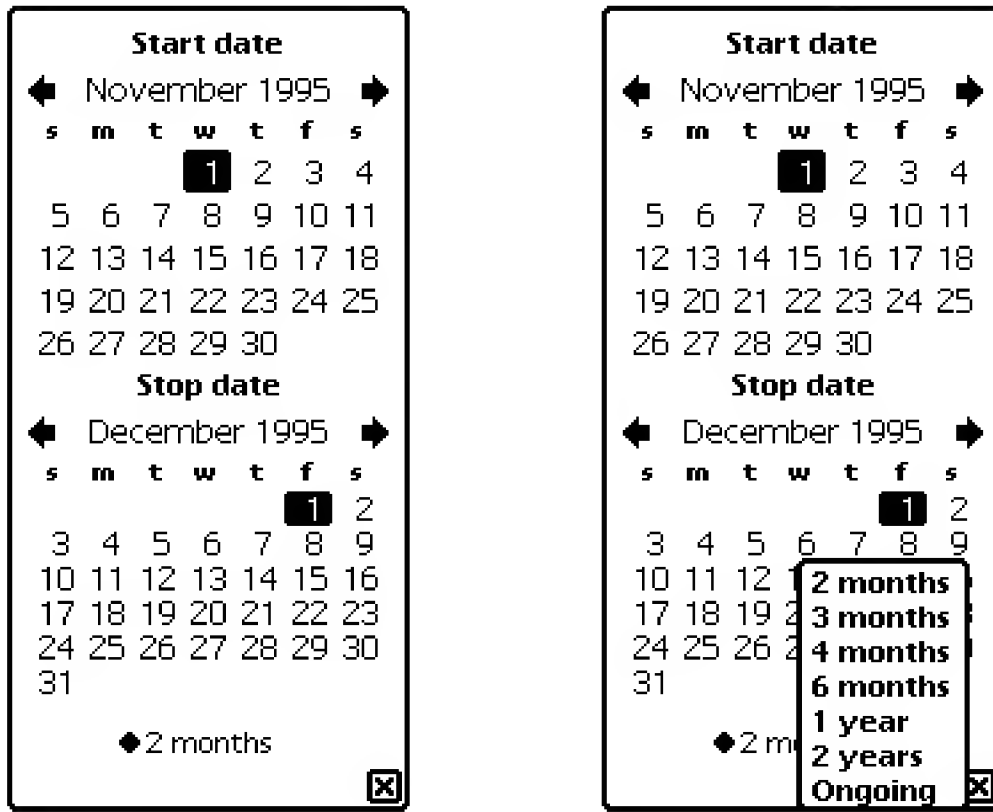 Start date
November 1995
s m t w t f s
1 2 3 4
5 6 7 8 9 10 11
12 13 14 15 16 17 18
19 20 21 22 23 24 25
26 27 28 29 30
Stop date
December 1995
s m t w t f s
1 2
3 4 5 6 7 8 9
10 11 12 13 14 15 16
17 18 19 20 21 22 23
24 25 26 27 28 29 30
31
2 months
Start date
November 1995
s m t w t f s
1 2 3 4
5 6 7 8 9 10 11
12 13 14 15 16 17 18
19 20 21 22 23 24 25
26 27 28 29 30
Stop date
December 1995
s m t w t f s
1 2
3 4 5 6 7 8 9
10 11 12
17 18 19
24 25 26
31
2
2 months
3 months
4 months
6 months
1 year
2 years
Ongoing